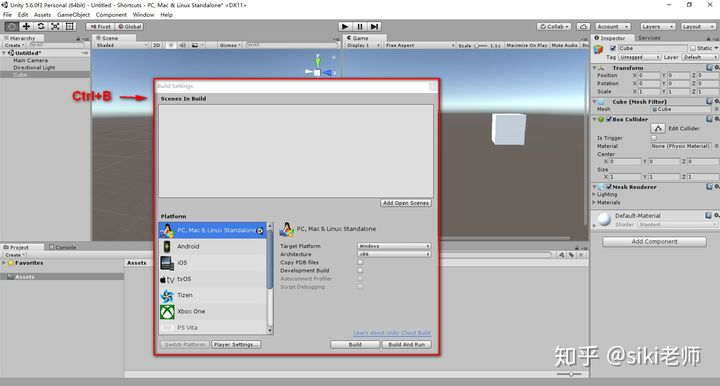 Unity 5.6.0f3 Personal (64bit) - Untitled - Shortcuts - PC, Mac & Linux Standalone* <DX11>
File Edit Assets GameObject Component Window Help
Pivot Global Collab Account Layers Layout
Hierarchy
Create All
Untitled*
Main Camera
Directional Light
Cube
Scene
Shaded 2D Gizmos All
y
Game
Display 1 Free Aspect Scale 1.1x Maximize On Play Mute Audio
Inspector Services
Cube Static
Tag Untagged Layer Default
Transform
Position X 0 Y 0 Z 0
Rotation X 0 Y 0 Z 0
Scale X 1 Y 1 Z 1
Cube (Mesh Filter)
Mesh Cube
Box Collider
Edit Collider
Is Trigger
Material None (Physic Material)
Center
X 0 Y 0 Z 0
Size
X 1 Y 1 Z 1
Mesh Renderer
Lighting
Materials
Default-Material
Shader Standard
Add Component
Ctrl+B
Build Settings
Scenes In Build
Add Open Scenes
Platform
PC, Mac & Linux Standalone
Android
iOS
tvOS
Tizen
Xbox One
PS Vita
PC, Mac & Linux Standalone
Target Platform Windows
Architecture x86
Copy PDB files
Development Build
Autoconnect Profiler
Script Debugging
Learn about Unity Cloud Build
Switch Platform Player Settings... Build Build And Run
Project Console
Create
Favorites
Assets
Assets
知乎 @siki老师